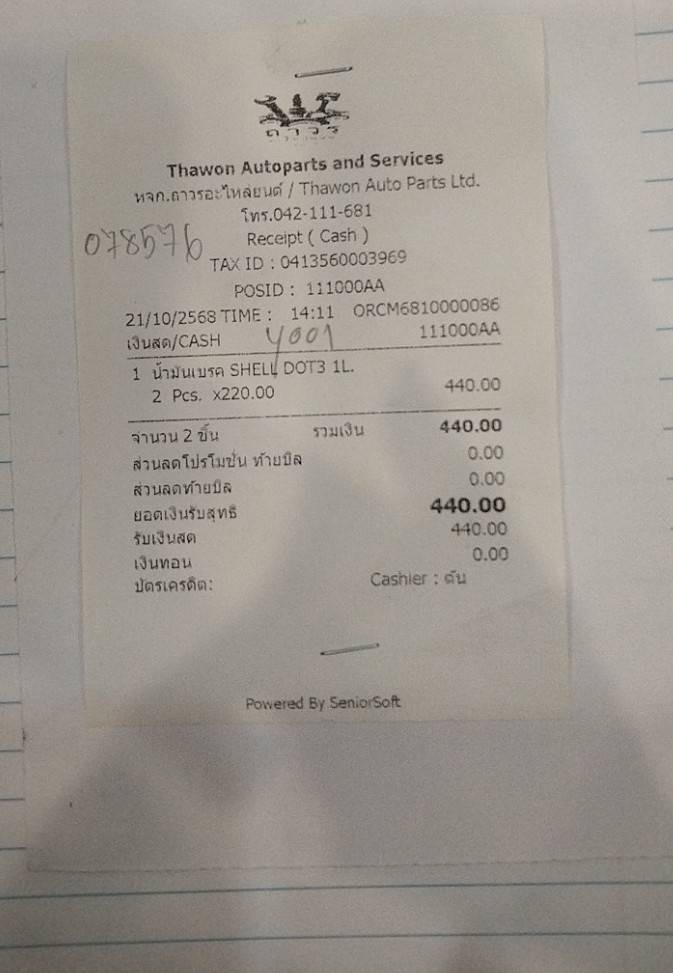 ถาวร
Thawon Autoparts and Services
หจก.ถาวรอะไหล่ยนต์ / Thawon Auto Parts Ltd.
โทร.042-111-681
078576
Receipt ( Cash )
TAX ID : 0413560003969
POSID : 111000AA
21/10/2568 TIME : 14:11 ORCM6810000086
เงินสด/CASH 4001 111000AA
1 น้ำมันเบรค SHELL DOT3 1L.
2 Pcs. x220.00 440.00
จำนวน 2 ชิ้น รวมเงิน 440.00
ส่วนลดโปรโมชั่น ท้ายบิล 0.00
ส่วนลดท้ายบิล 0.00
ยอดเงินรับสุทธิ 440.00
รับเงินสด 440.00
เงินทอน 0.00
บัตรเครดิต: Cashier : ต้น
Powered By SeniorSoft